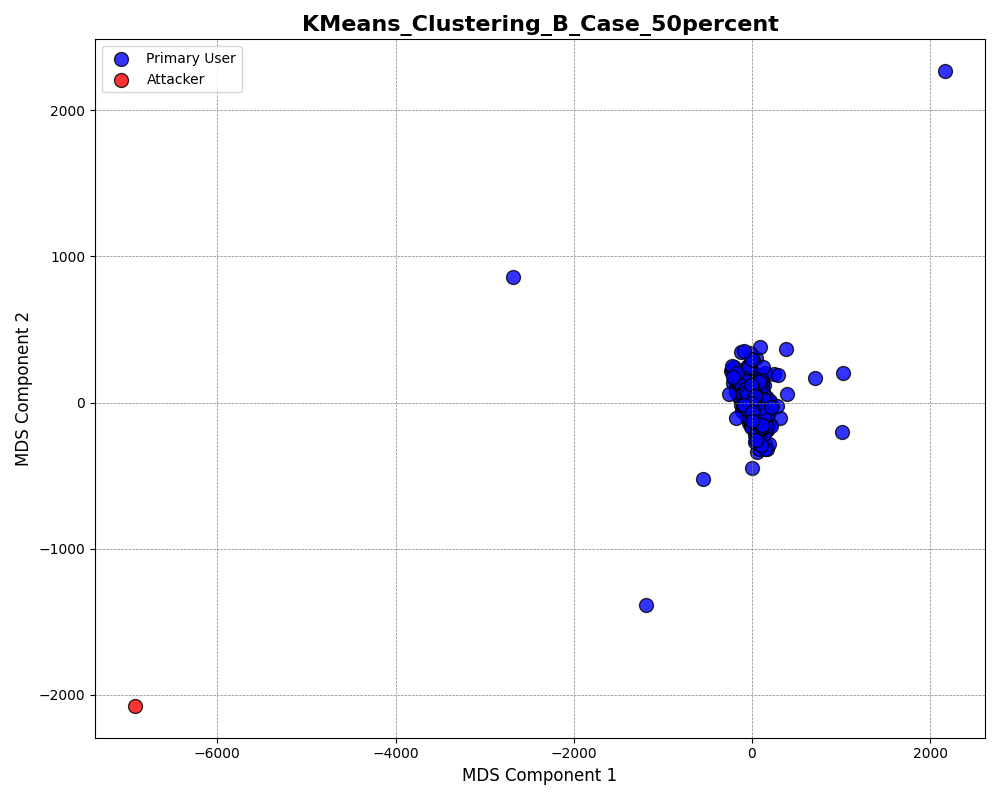 KMeans_Clustering_B_Case_50percent
Primary User
Attacker
2000
1000
0
−1000
−2000
MDS Component 2
−6000
−4000
−2000
0
2000
MDS Component 1